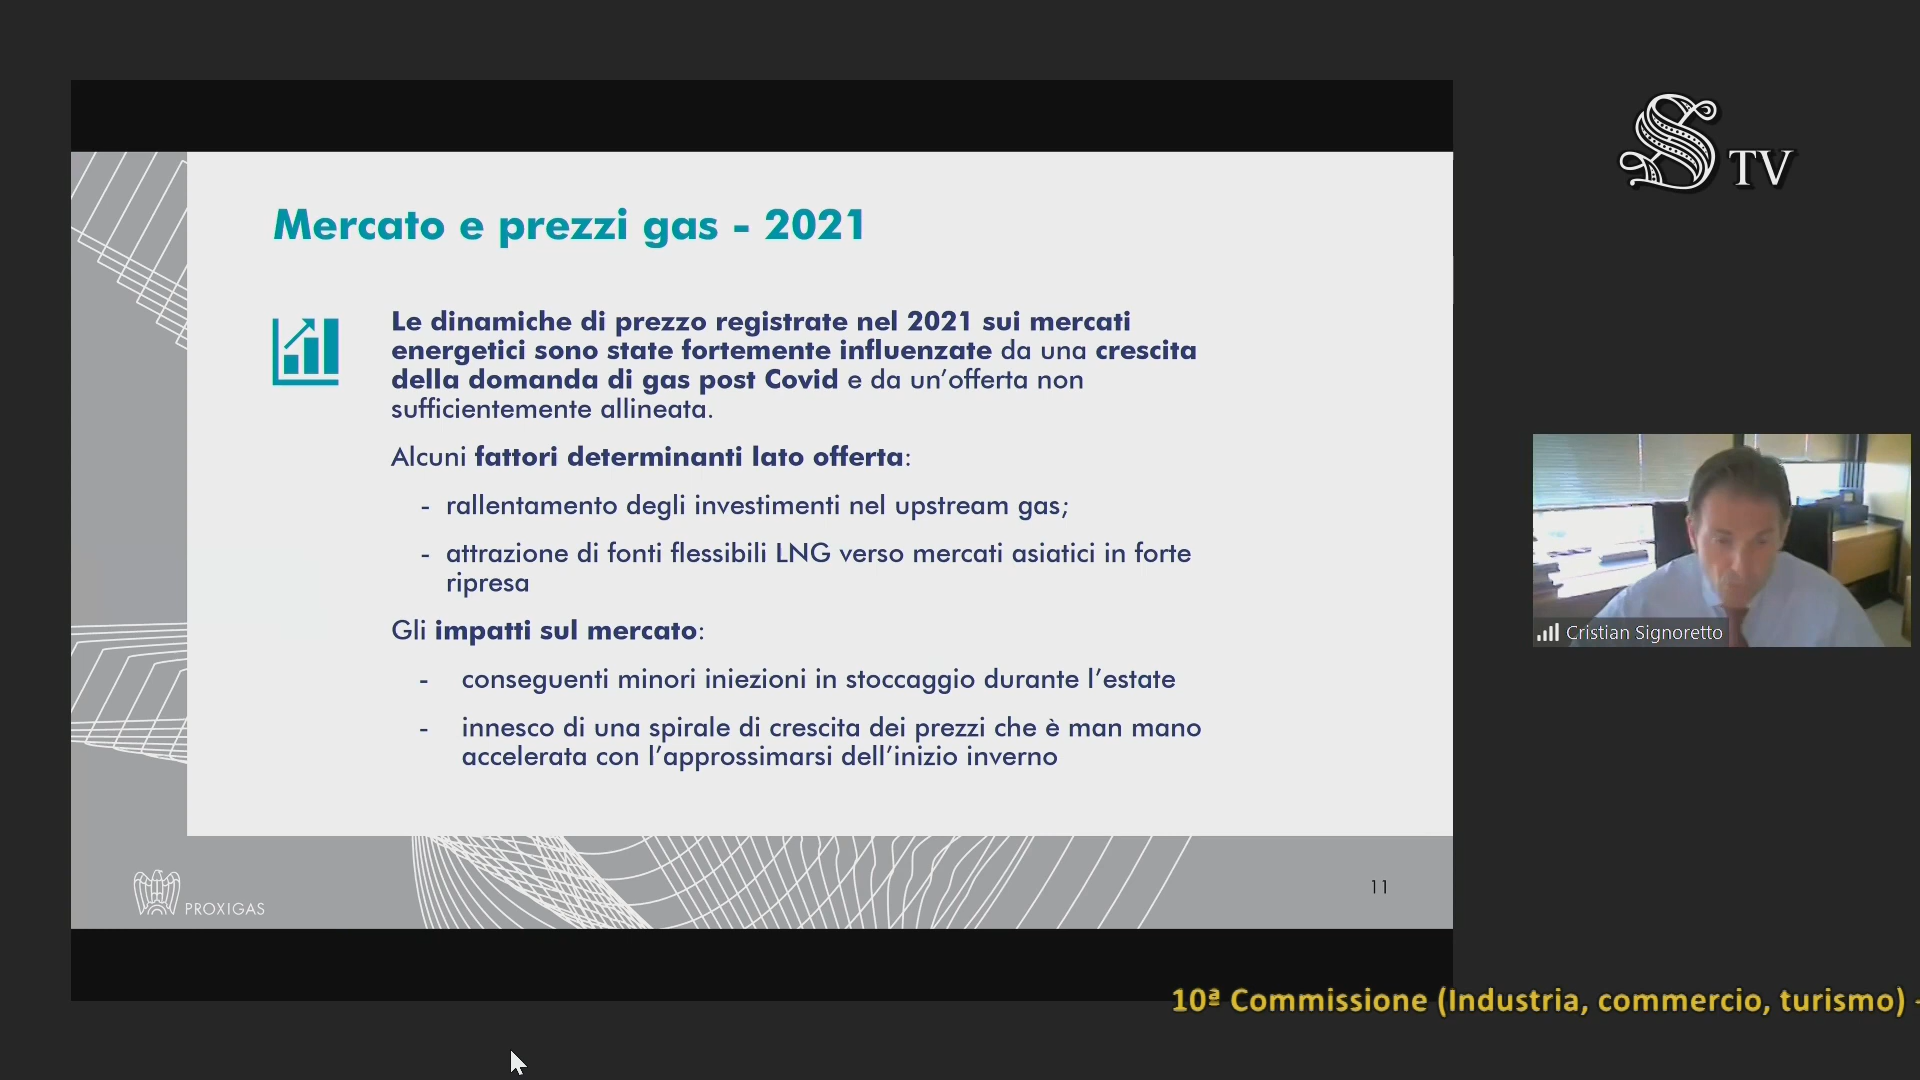 S TV
Mercato e prezzi gas - 2021
Le dinamiche di prezzo registrate nel 2021 sui mercati
energetici sono state fortemente influenzate da una crescita
della domanda di gas post Covid e da un’offerta non
sufficientemente allineata.
Alcuni fattori determinanti lato offerta:
- rallentamento degli investimenti nel upstream gas;
- attrazione di fonti flessibili LNG verso mercati asiatici in forte
ripresa
Gli impatti sul mercato:
- conseguenti minori iniezioni in stoccaggio durante l’estate
- innesco di una spirale di crescita dei prezzi che è man mano
accelerata con l’approssimarsi dell’inizio inverno
Cristian Signoretto
PROXIGAS
11
10ª Commissione (Industria, commercio, turismo) -